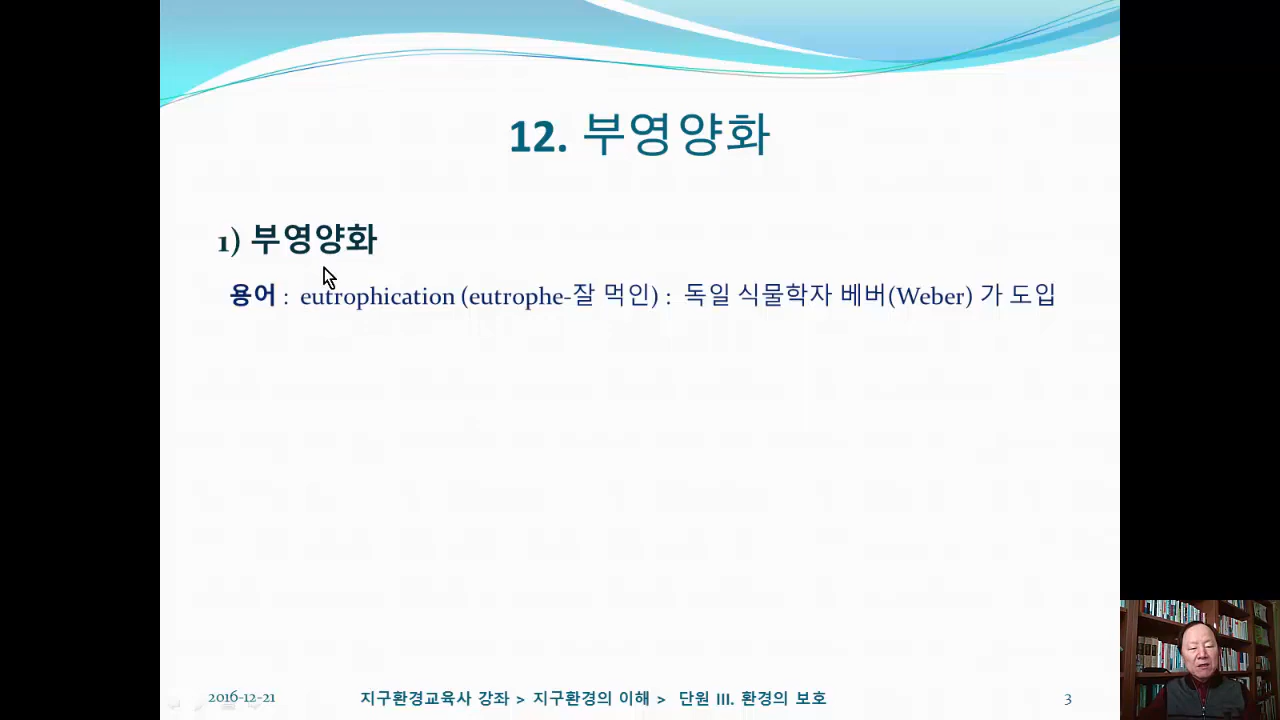 12. 부영양화
1) 부영양화
용어 : eutrophication (eutrophe-잘 먹인) : 독일 식물학자 베버(Weber) 가 도입
2016-12-21 지구환경교육사 강좌 > 지구환경의 이해 > 단원 III. 환경의 보호 3